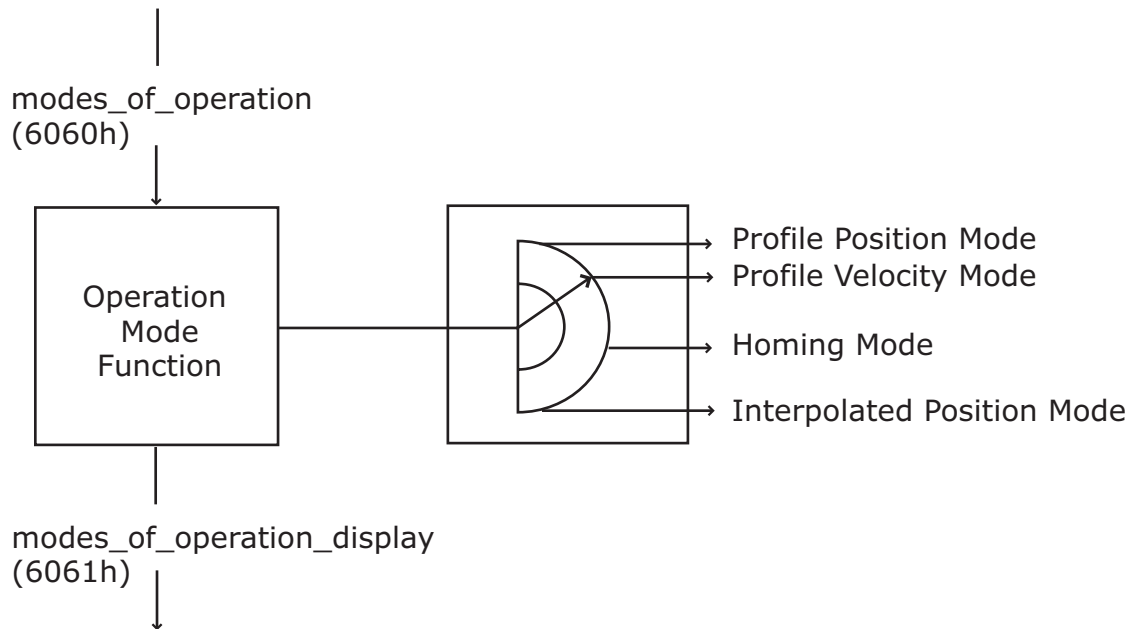 modes_of_operation
(6060h)
Operation
Mode
Function
Profile Position Mode
Profile Velocity Mode
Homing Mode
Interpolated Position Mode
modes_of_operation_display
(6061h)